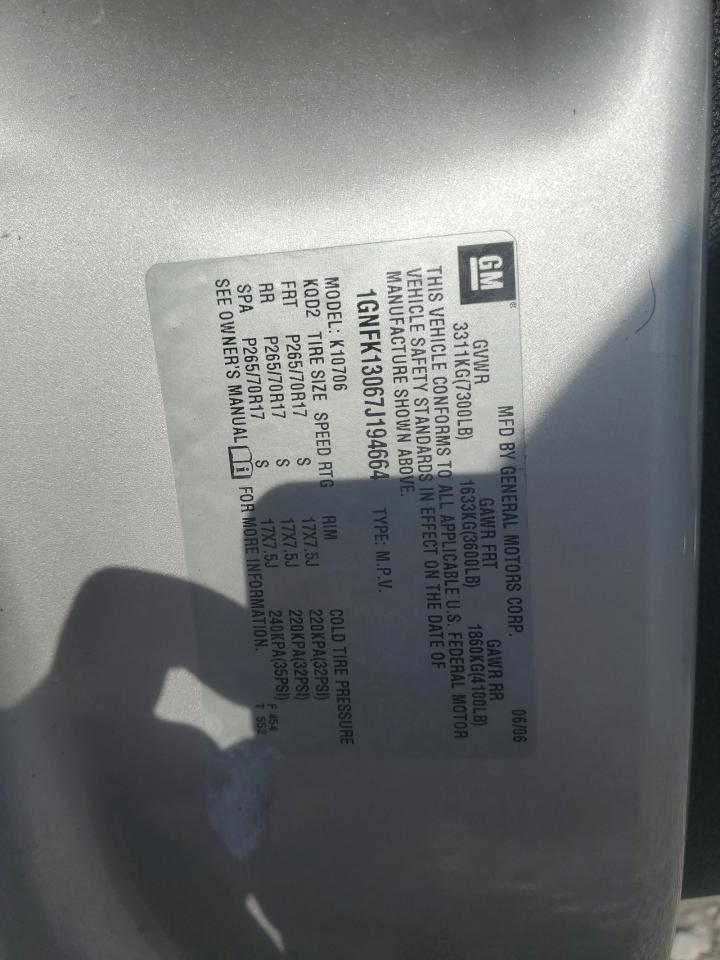 GM®
MFD BY GENERAL MOTORS CORP. 06/06
GVWR GAWR FRT GAWR RR
3311KG(7300LB) 1633KG(3600LB) 1860KG(4100LB)
THIS VEHICLE CONFORMS TO ALL APPLICABLE U.S. FEDERAL MOTOR
VEHICLE SAFETY STANDARDS IN EFFECT ON THE DATE OF
MANUFACTURE SHOWN ABOVE.
1GNFK13067J194664 TYPE: M.P.V.
MODEL: K10706
KQD2 TIRE SIZE SPEED RTG RIM COLD TIRE PRESSURE
FRT P265/70R17 S 17X7.5J 220KPA(32PSI)
RR P265/70R17 S 17X7.5J 220KPA(32PSI)
SPA P265/70R17 S 17X7.5J 240KPA(35PSI)
SEE OWNER'S MANUAL i FOR MORE INFORMATION.
F 454
T 552